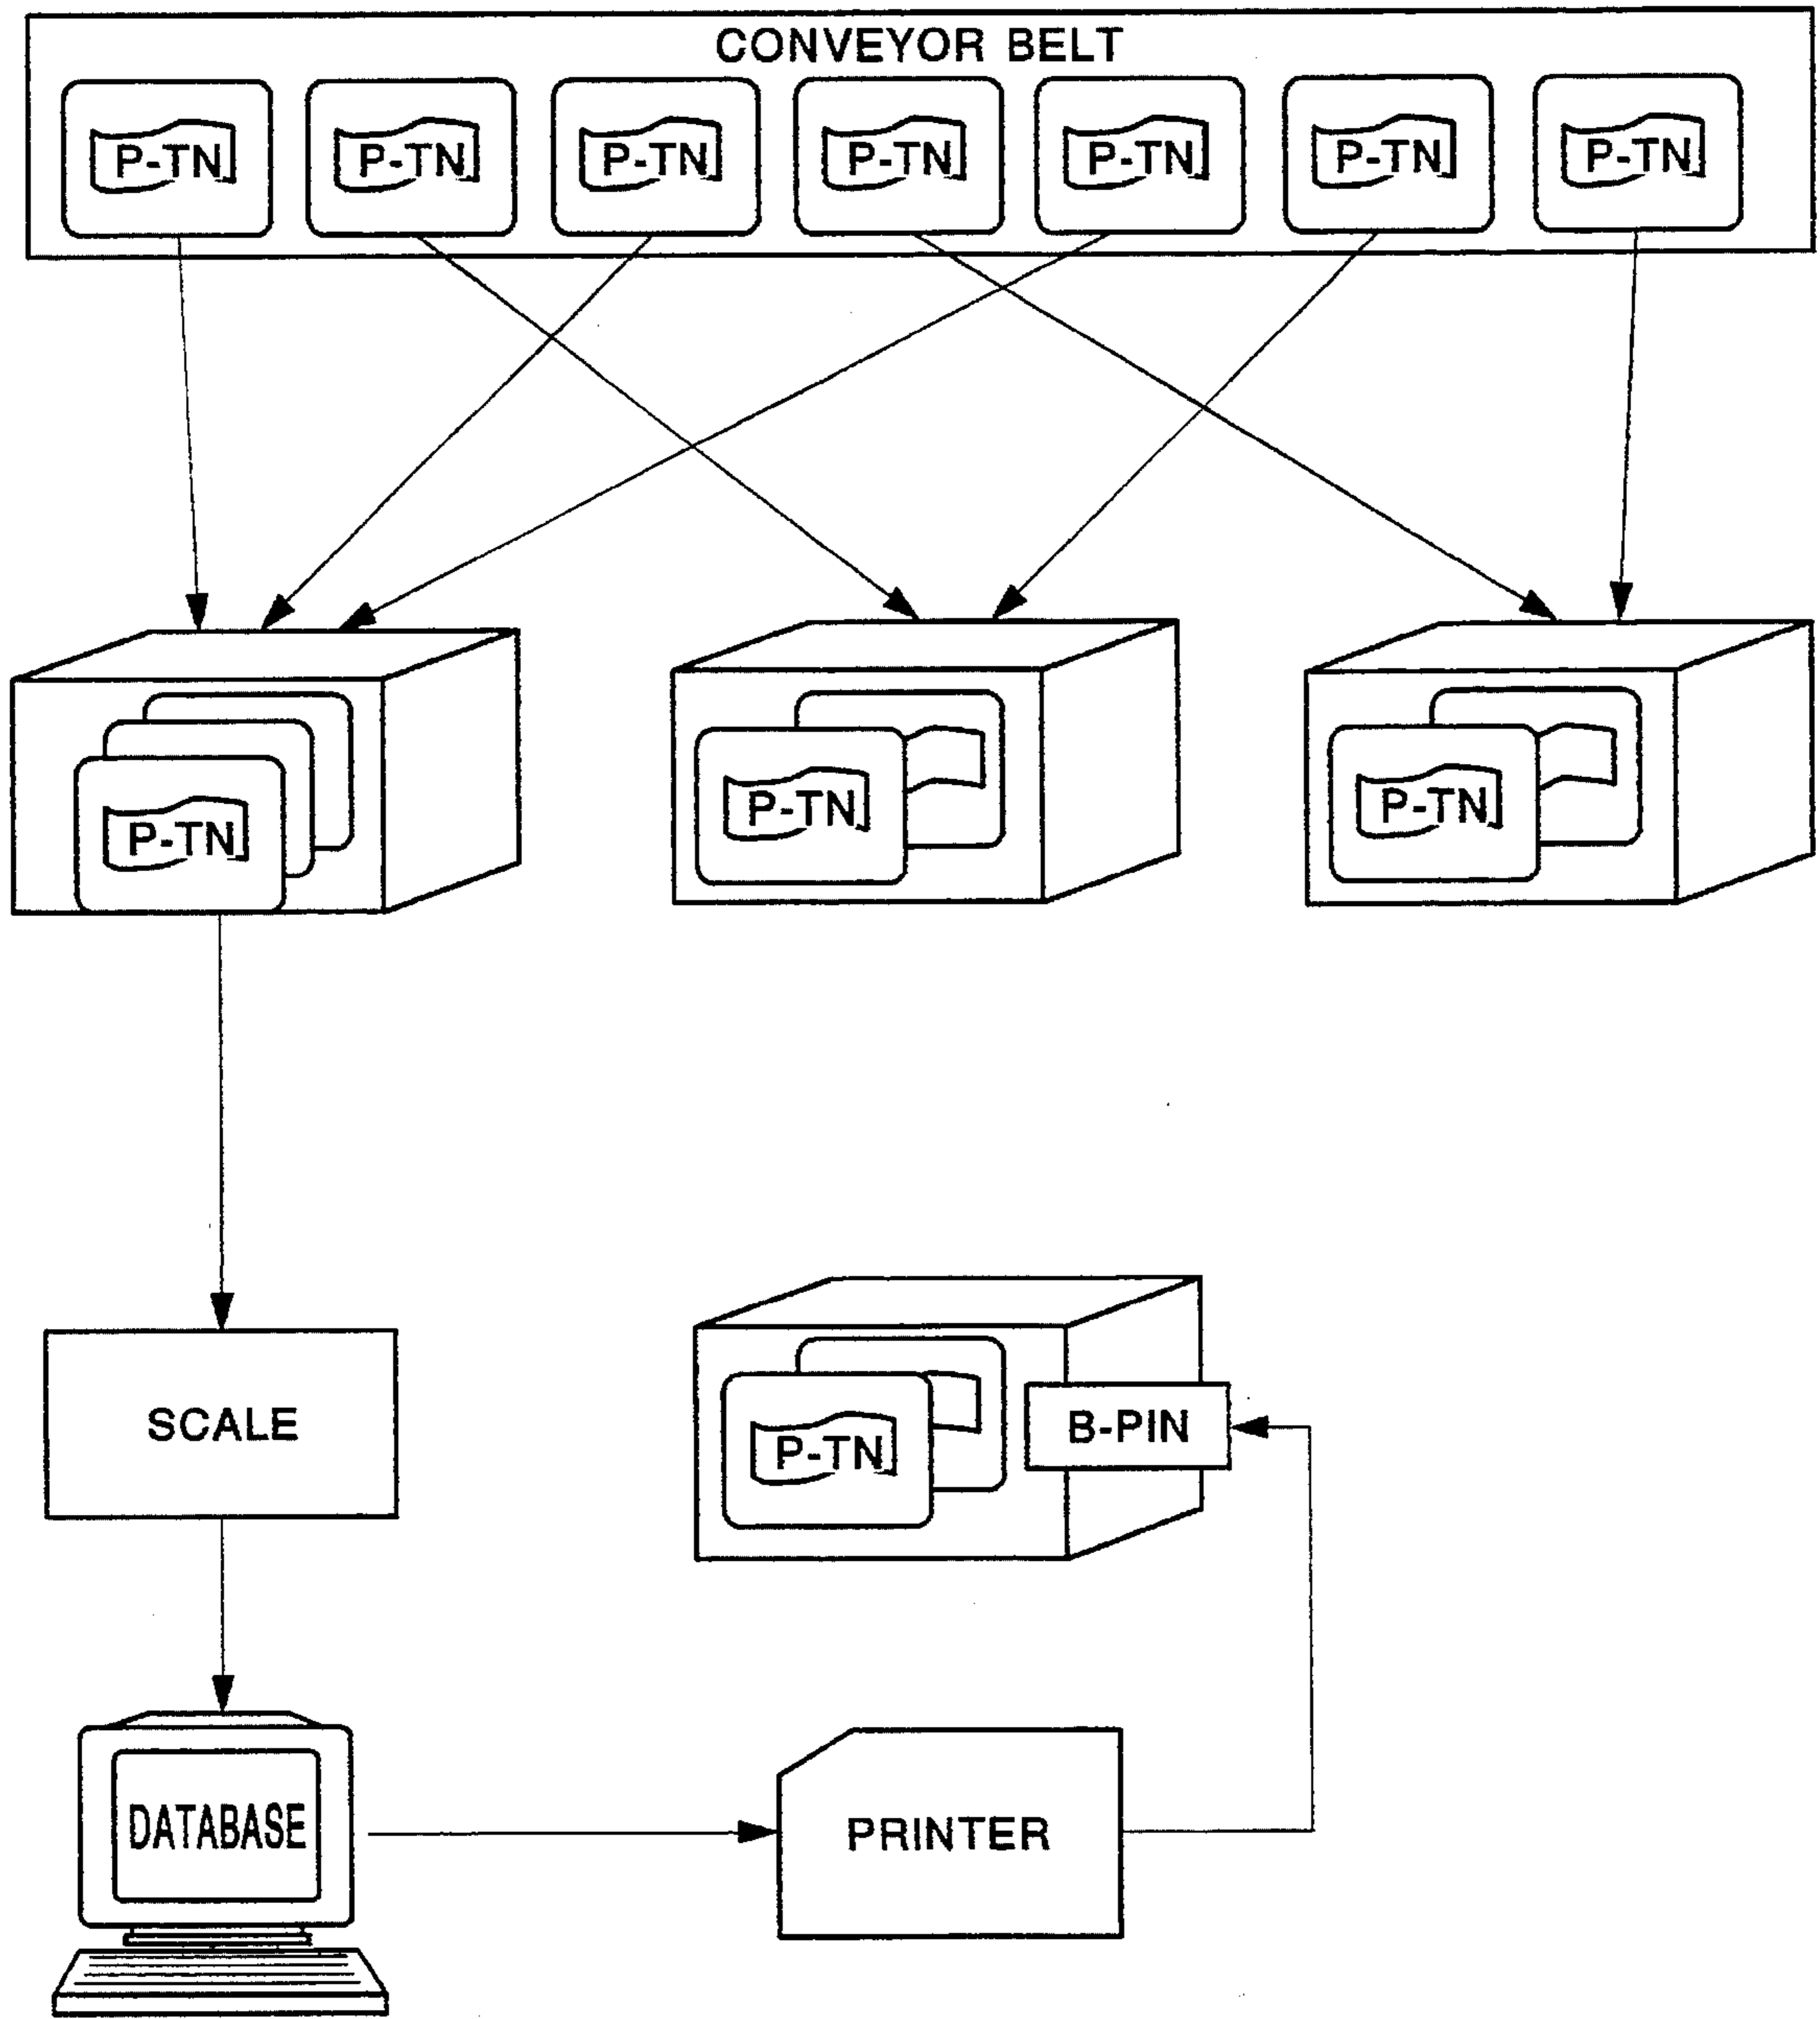 CONVEYOR BELT
P-TN P-TN P-TN P-TN P-TN P-TN P-TN
P-TN P-TN P-TN
SCALE
P-TN B-PIN
DATABASE
PRINTER